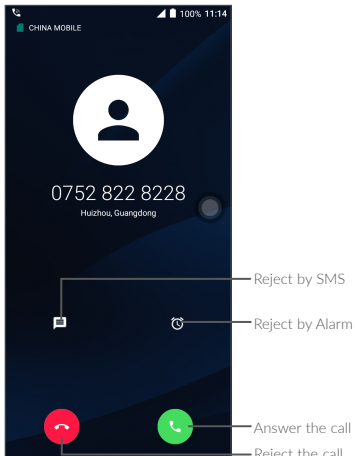 100% 11:14
CHINA MOBILE
0752 822 8228
Huizhou, Guangdong
Reject by SMS
Reject by Alarm
Answer the call
Reject the call